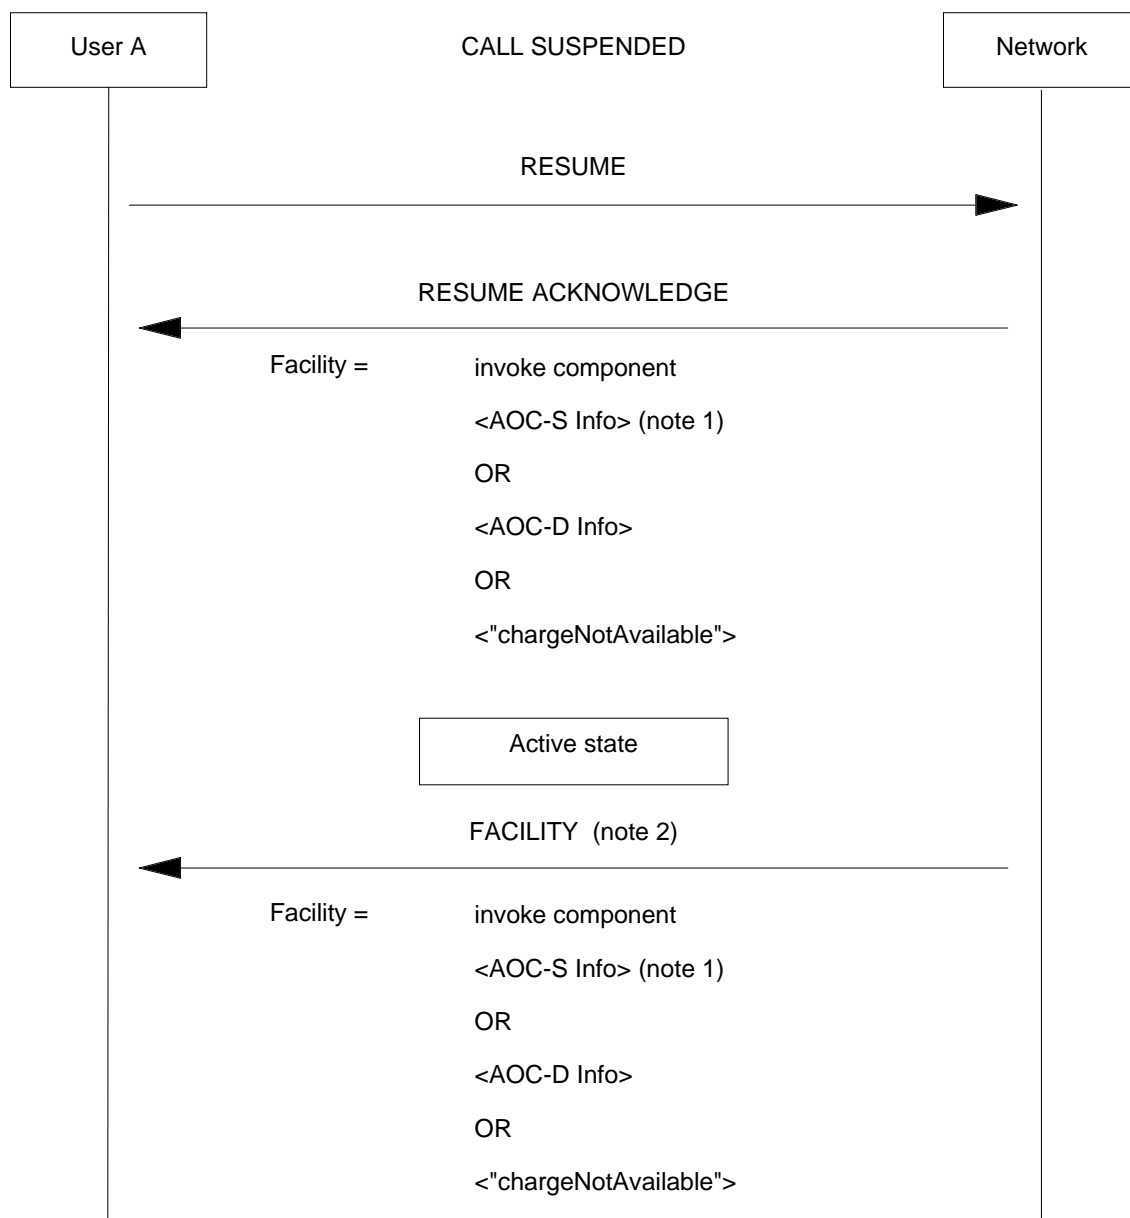 User A
CALL SUSPENDED
Network
RESUME
RESUME ACKNOWLEDGE
Facility =
invoke component
<AOC-S Info> (note 1)
OR
<AOC-D Info>
OR
<"chargeNotAvailable">
Active state
FACILITY (note 2)
Facility =
invoke component
<AOC-S Info> (note 1)
OR
<AOC-D Info>
OR
<"chargeNotAvailable">